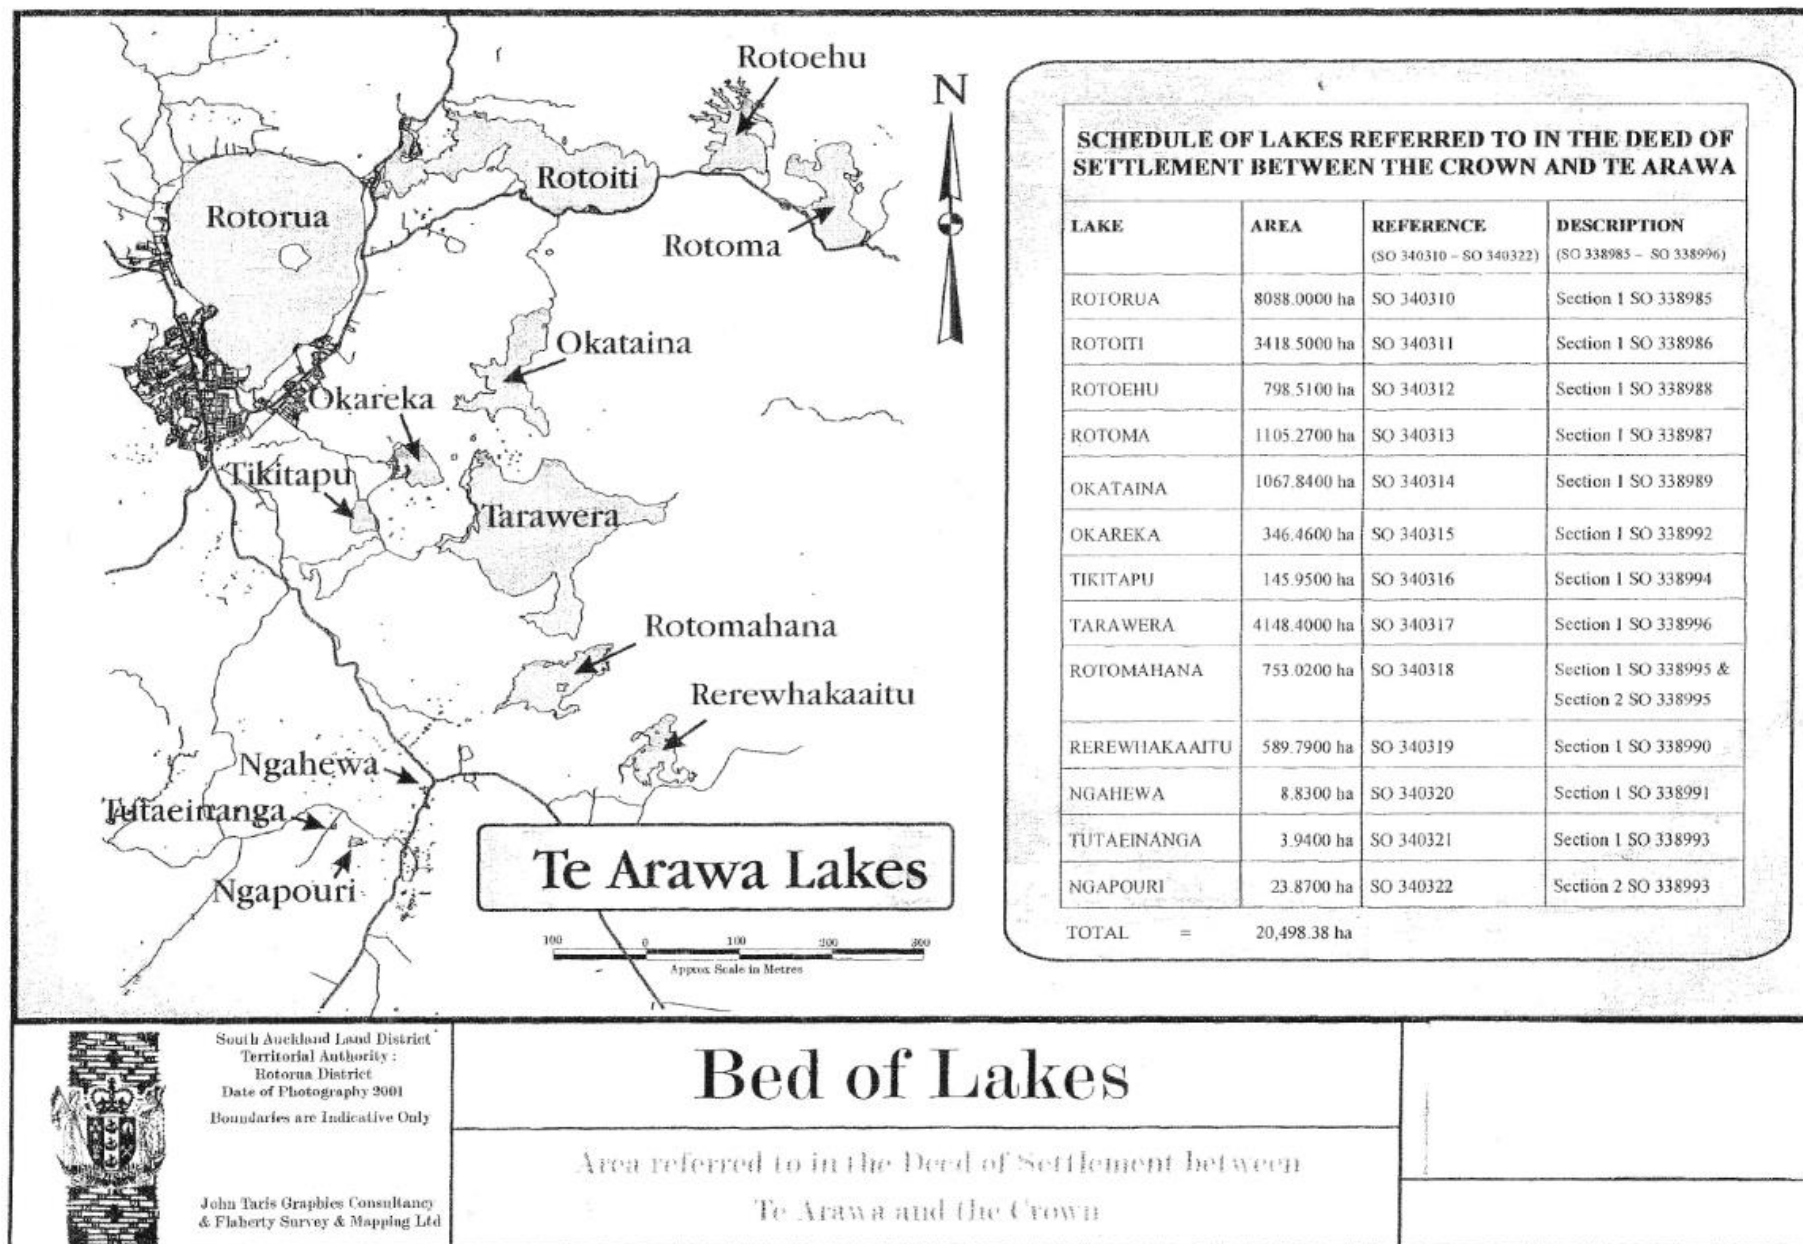 Rotoehu
N
Rotoiti
Rotorua
Rotoma
Okataina
Okareka
Tikitapu
Tarawera
Rotomahana
Rerewhakaaitu
Ngahewa
Tutaeinanga
Ngapouri
Te Arawa Lakes
100 0 100 200 300
Approx Scale in Metres
SCHEDULE OF LAKES REFERRED TO IN THE DEED OF
SETTLEMENT BETWEEN THE CROWN AND TE ARAWA
LAKE AREA REFERENCE DESCRIPTION
(SO 340310 – SO 340322) (SO 338985 – SO 338996)
ROTORUA 8088.0000 ha SO 340310 Section 1 SO 338985
ROTOITI 3418.5000 ha SO 340311 Section 1 SO 338986
ROTOEHU 798.5100 ha SO 340312 Section 1 SO 338988
ROTOMA 1105.2700 ha SO 340313 Section 1 SO 338987
OKATAINA 1067.8400 ha SO 340314 Section 1 SO 338989
OKAREKA 346.4600 ha SO 340315 Section 1 SO 338992
TIKITAPU 145.9500 ha SO 340316 Section 1 SO 338994
TARAWERA 4148.4000 ha SO 340317 Section 1 SO 338996
ROTOMAHANA 753.0200 ha SO 340318 Section 1 SO 338995 &
Section 2 SO 338995
REREWHAKAAITU 589.7900 ha SO 340319 Section 1 SO 338990
NGAHEWA 8.8300 ha SO 340320 Section 1 SO 338991
TUTAEINANGA 3.9400 ha SO 340321 Section 1 SO 338993
NGAPOURI 23.8700 ha SO 340322 Section 2 SO 338993
TOTAL = 20,498.38 ha
South Auckland Land District
Territorial Authority :
Rotorua District
Date of Photography 2001
Boundaries are Indicative Only
John Taris Graphics Consultancy
& Flaherty Survey & Mapping Ltd
Bed of Lakes
Area referred to in the Deed of Settlement between
Te Arawa and the Crown